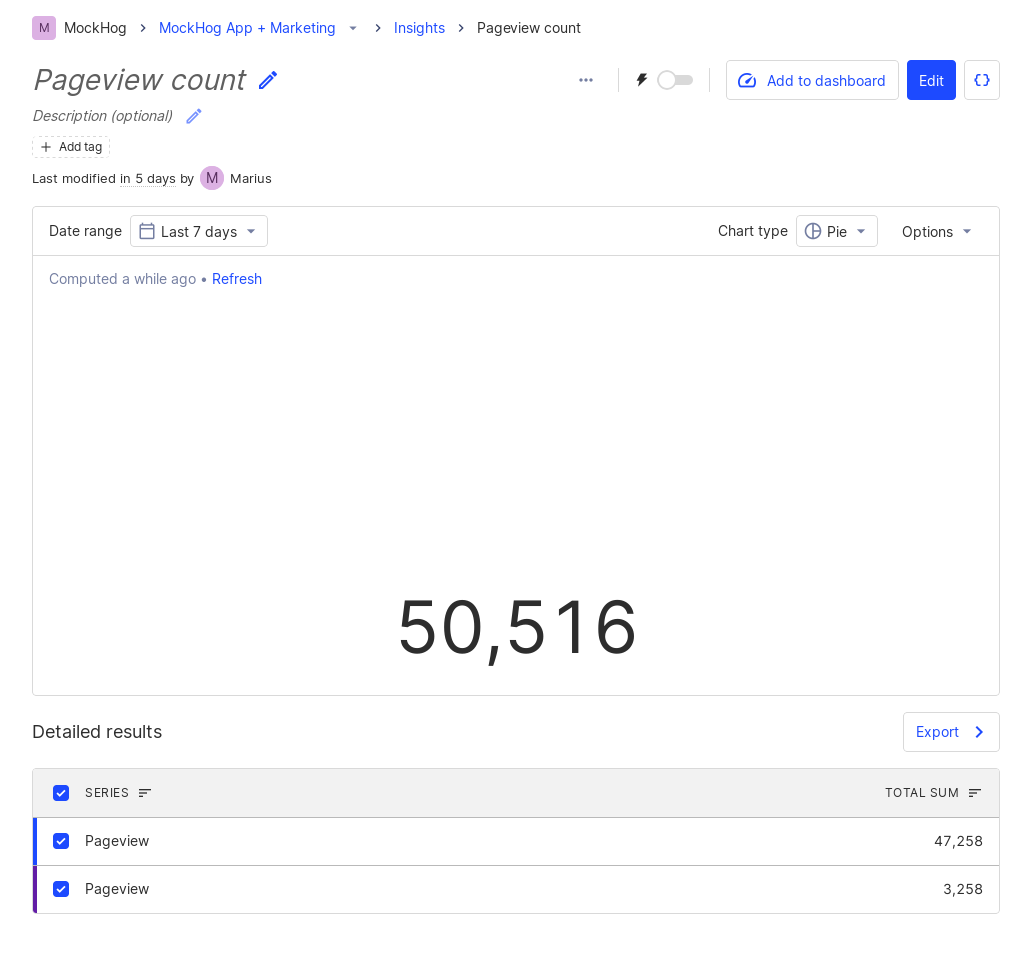 M MockHog MockHog App + Marketing Insights Pageview count
Pageview count
Add to dashboard Edit
Description (optional)
Add tag
Last modified in 5 days by M Marius
Date range Last 7 days Chart type Pie Options
Computed a while ago • Refresh
50,516
Detailed results Export
SERIES TOTAL SUM
Pageview 47,258
Pageview 3,258